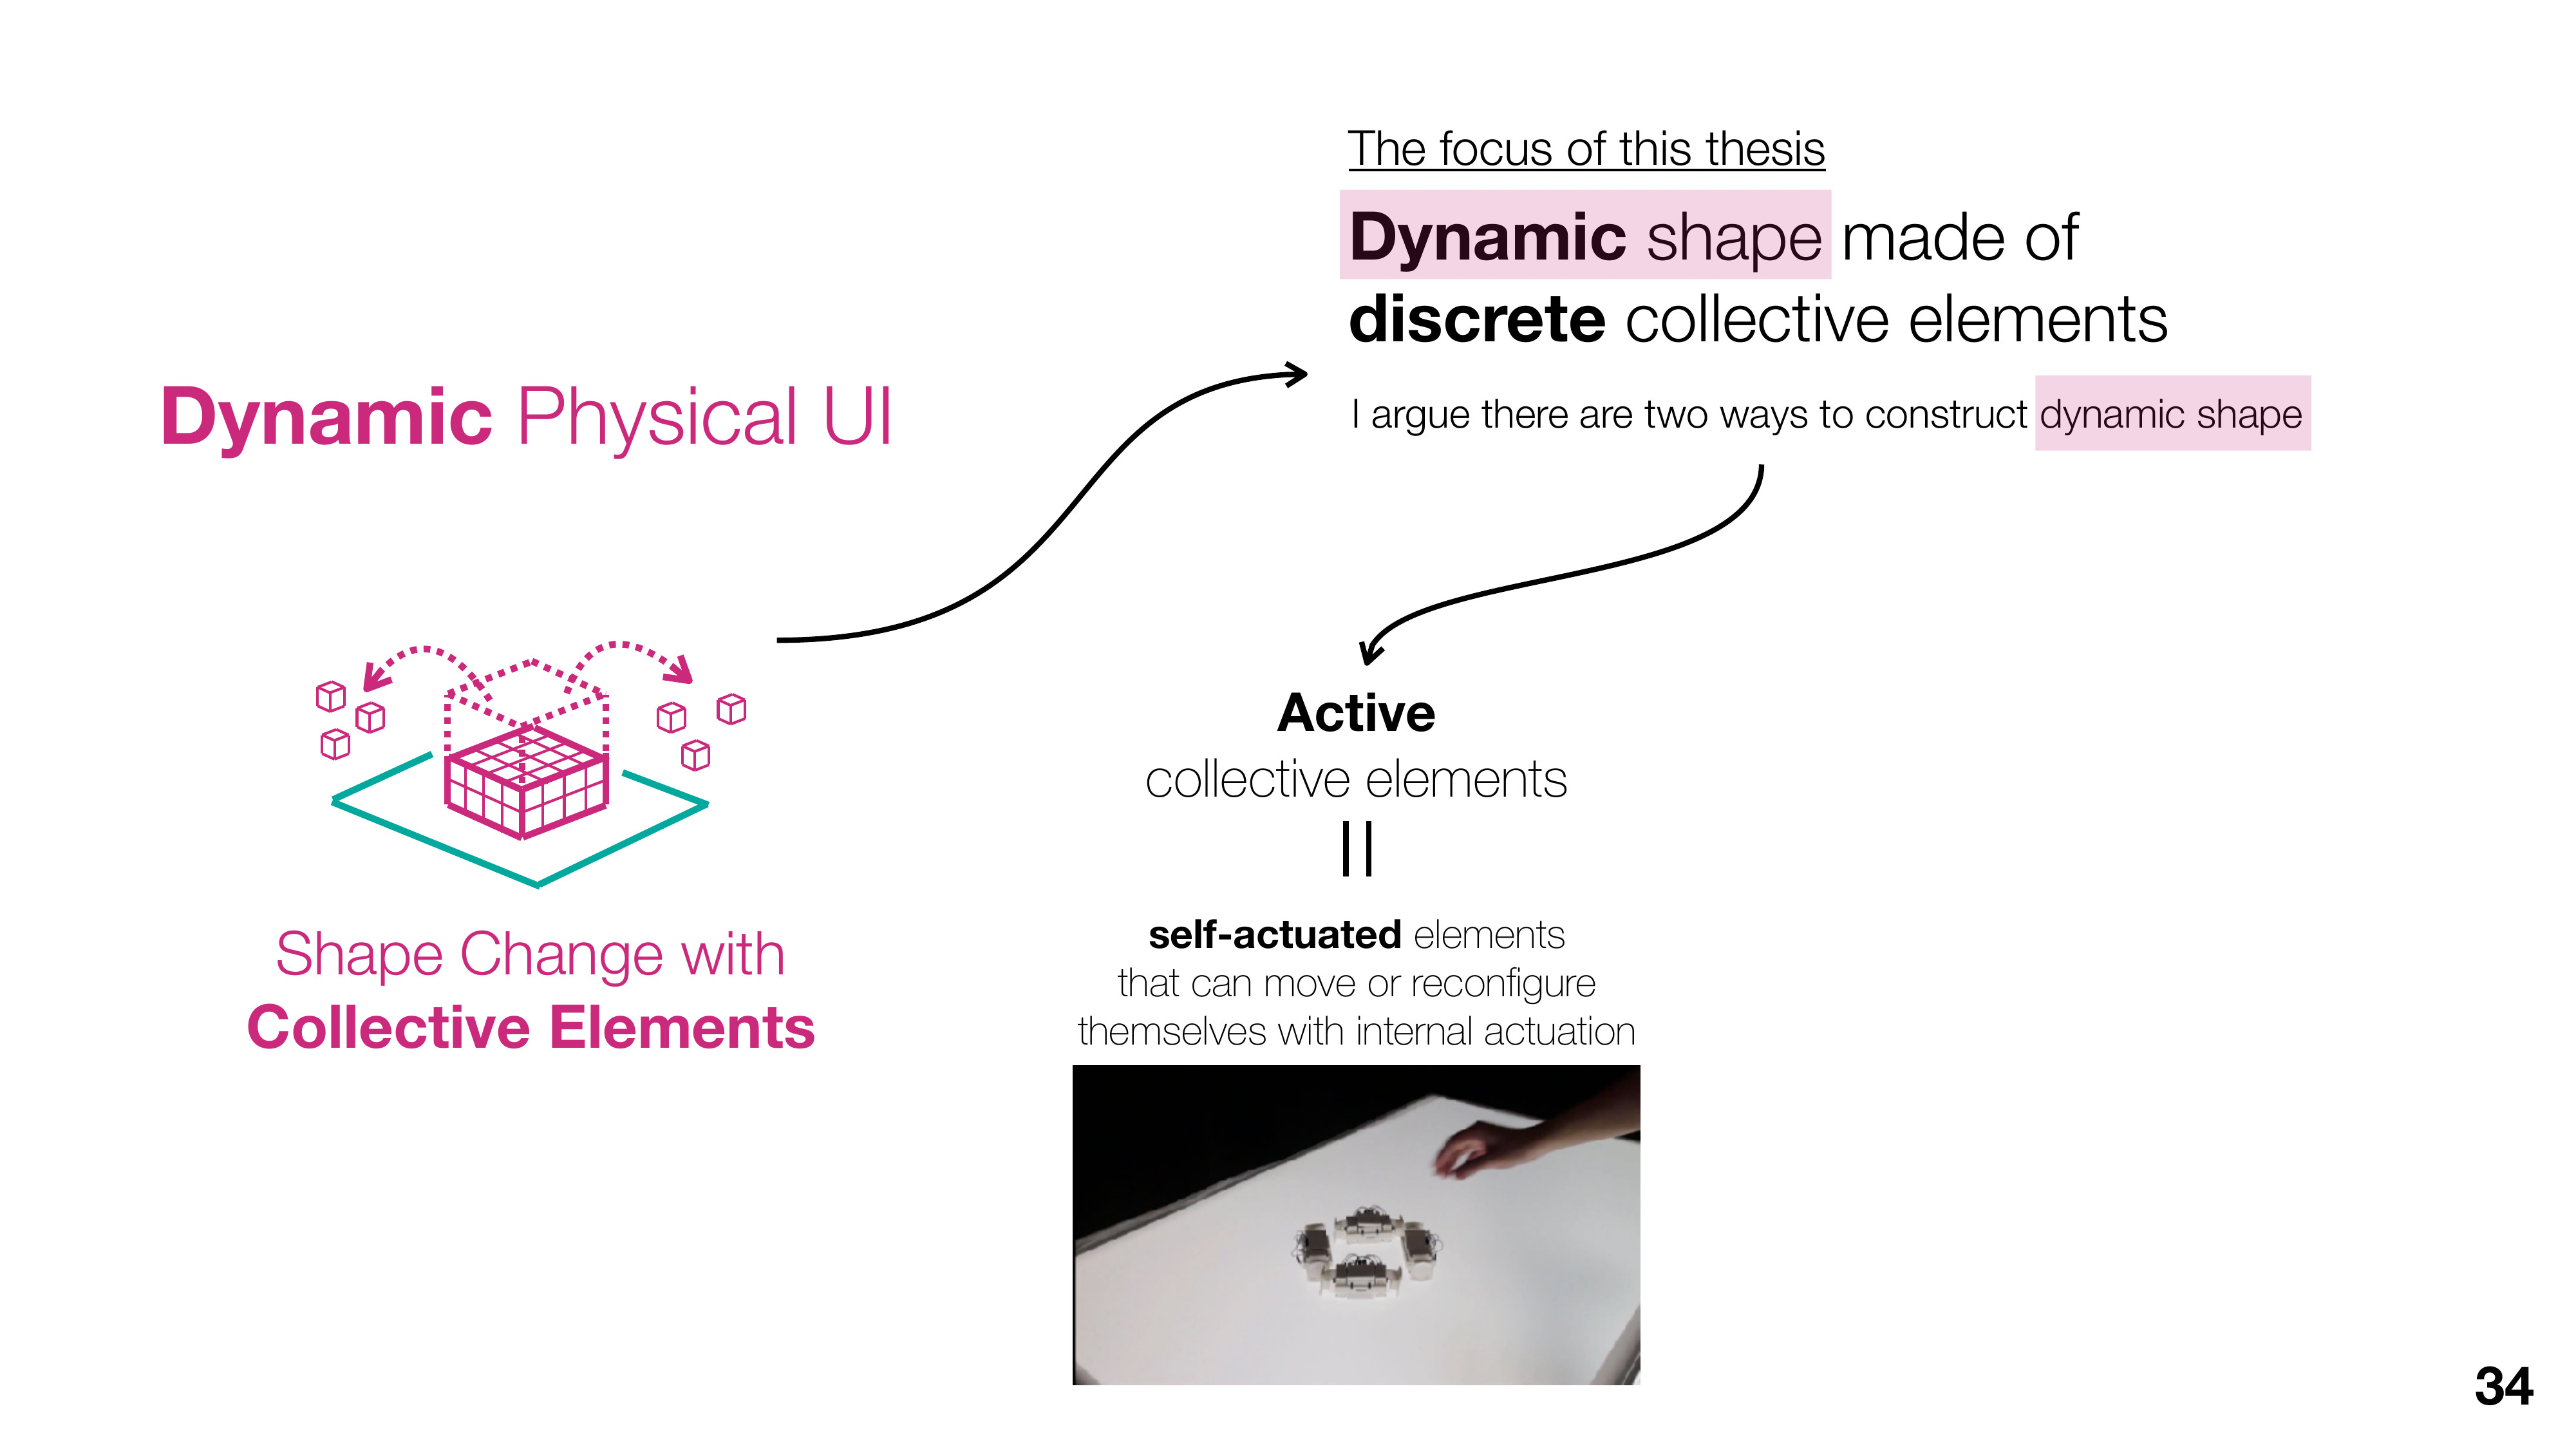 Dynamic Physical UI
Shape Change with
Collective Elements
The focus of this thesis
Dynamic shape made of
discrete collective elements
I argue there are two ways to construct dynamic shape
Active
collective elements
||
self-actuated elements
that can move or reconfigure
themselves with internal actuation
34